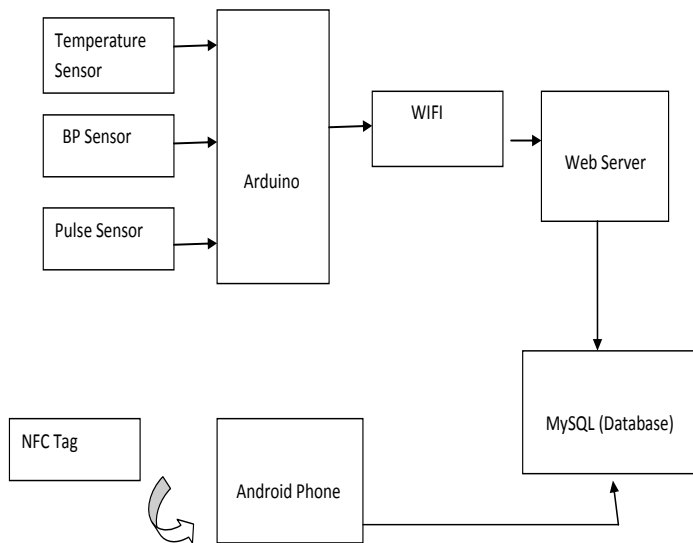 Temperature
Sensor
BP Sensor
Pulse Sensor
Arduino
WIFI
Web Server
MySQL (Database)
NFC Tag
Android Phone